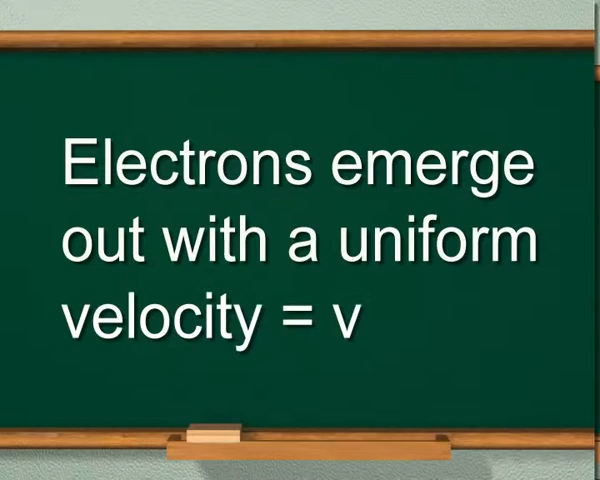 Electrons emerge
out with a uniform
velocity = v